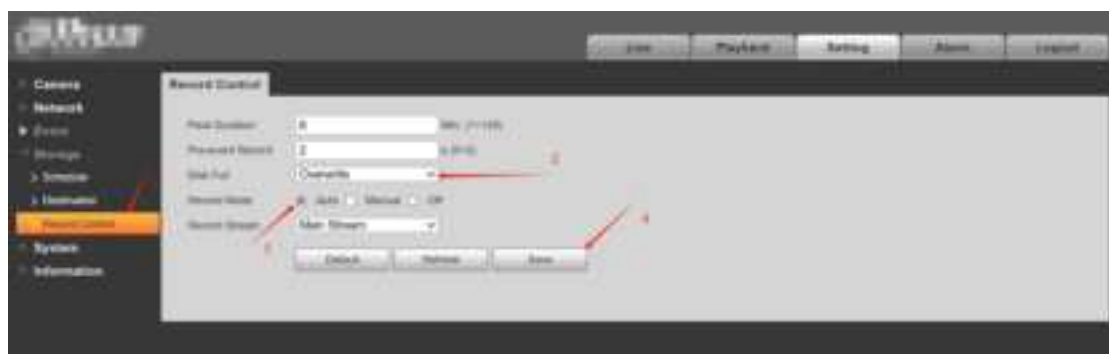 alhua
Live Playback Setting Alarm Logout
Camera
Network
Event
Storage
Schedule
Destination
Record Control
System
Information
Record Control
Pack Duration 8
Pre-event Record 2
Disk Full Overwrite 2
Record Mode Auto Manual Off
Record Stream Main Stream
4
Default Refresh Save